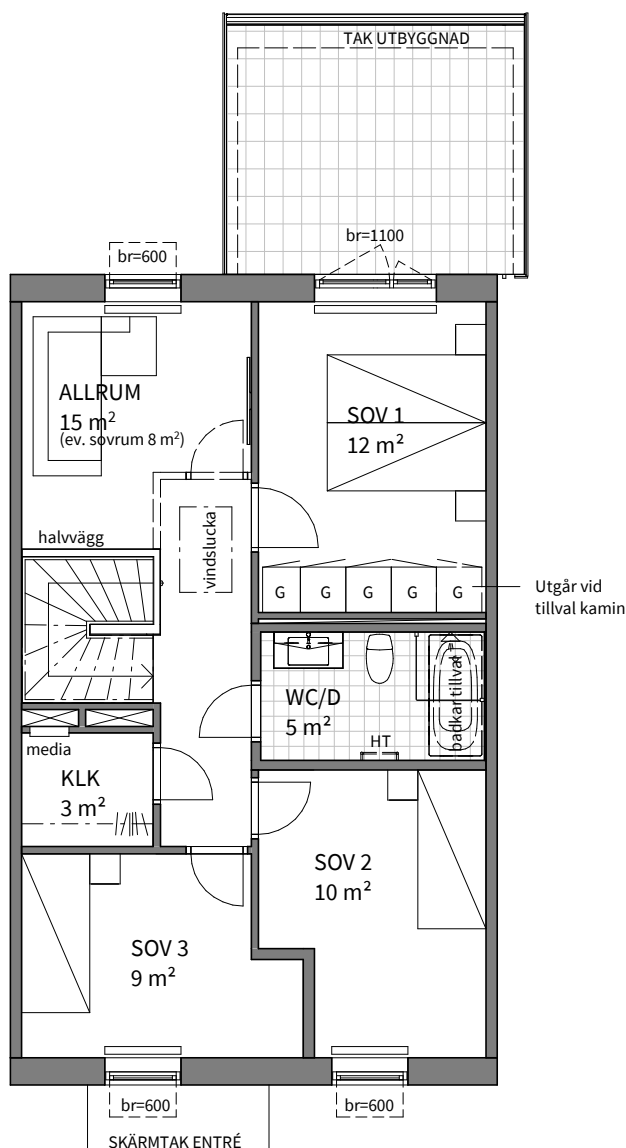 TAK UTBYGGNAD
br=600
br=1100
ALLRUM
15 m²
(ev. sovrum 8 m²)
SOV 1
12 m²
halvvägg
vindslucka
G G G G G
Utgår vid
tillval kamin
WC/D
5 m²
HT
badkar tillval
media
KLK
3 m²
SOV 2
10 m²
SOV 3
9 m²
br=600
br=600
SKÄRMTAK ENTRÉ